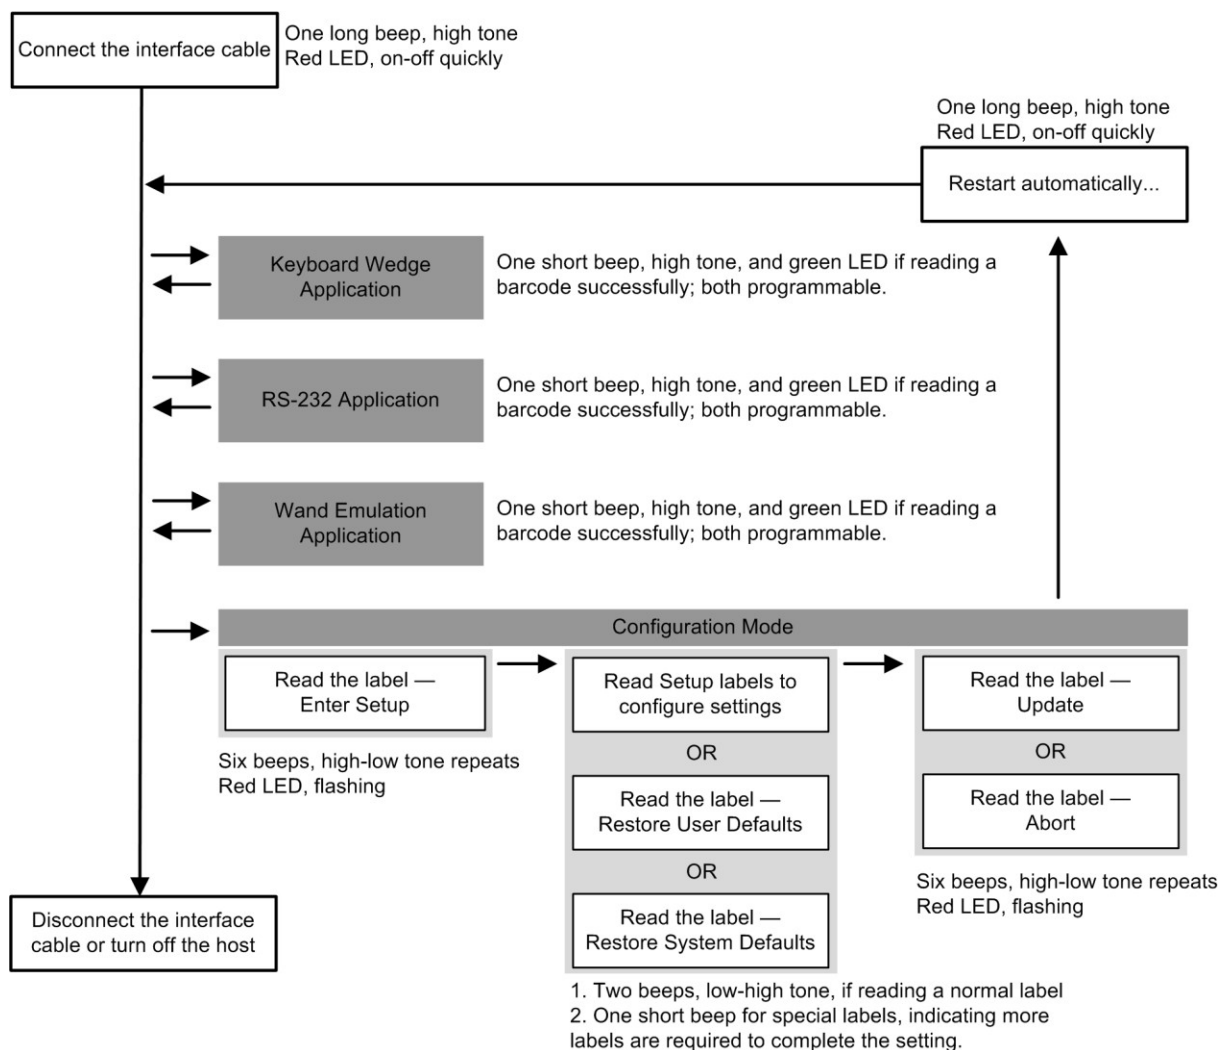 Connect the interface cable
One long beep, high tone
Red LED, on-off quickly
One long beep, high tone
Red LED, on-off quickly
Restart automatically...
Keyboard Wedge
Application
One short beep, high tone, and green LED if reading a
barcode successfully; both programmable.
RS-232 Application
One short beep, high tone, and green LED if reading a
barcode successfully; both programmable.
Wand Emulation
Application
One short beep, high tone, and green LED if reading a
barcode successfully; both programmable.
Configuration Mode
Read the label —
Enter Setup
Six beeps, high-low tone repeats
Red LED, flashing
Read Setup labels to
configure settings
OR
Read the label —
Restore User Defaults
OR
Read the label —
Restore System Defaults
1. Two beeps, low-high tone, if reading a normal label
2. One short beep for special labels, indicating more
labels are required to complete the setting.
Read the label —
Update
OR
Read the label —
Abort
Six beeps, high-low tone repeats
Red LED, flashing
Disconnect the interface
cable or turn off the host